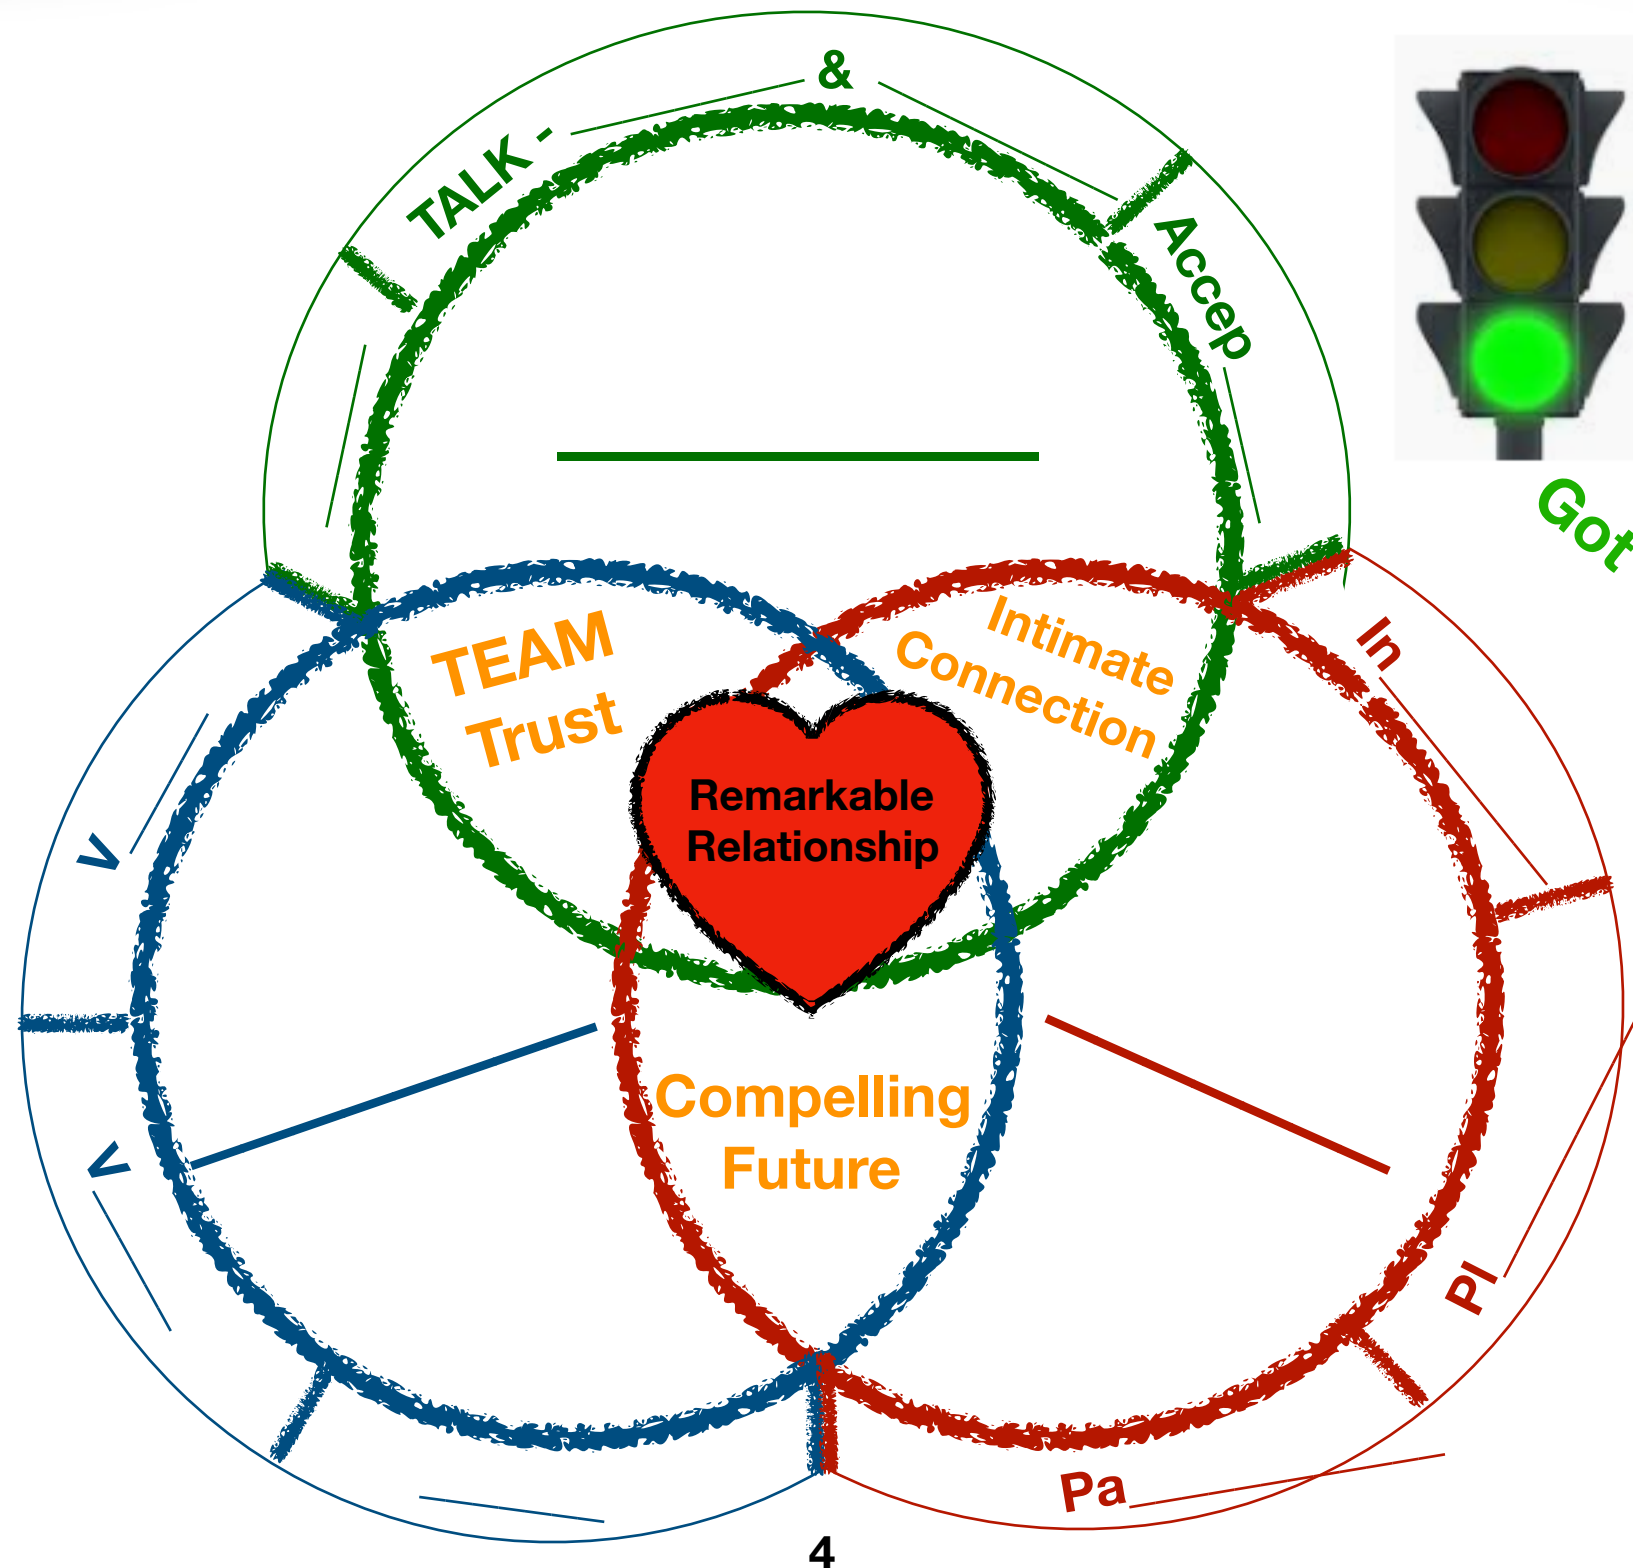 &
TALK -
Accep
Got
In
TEAM
Trust
Intimate
Connection
Remarkable
Relationship
V
V
Compelling
Future
Pl
Pa
4